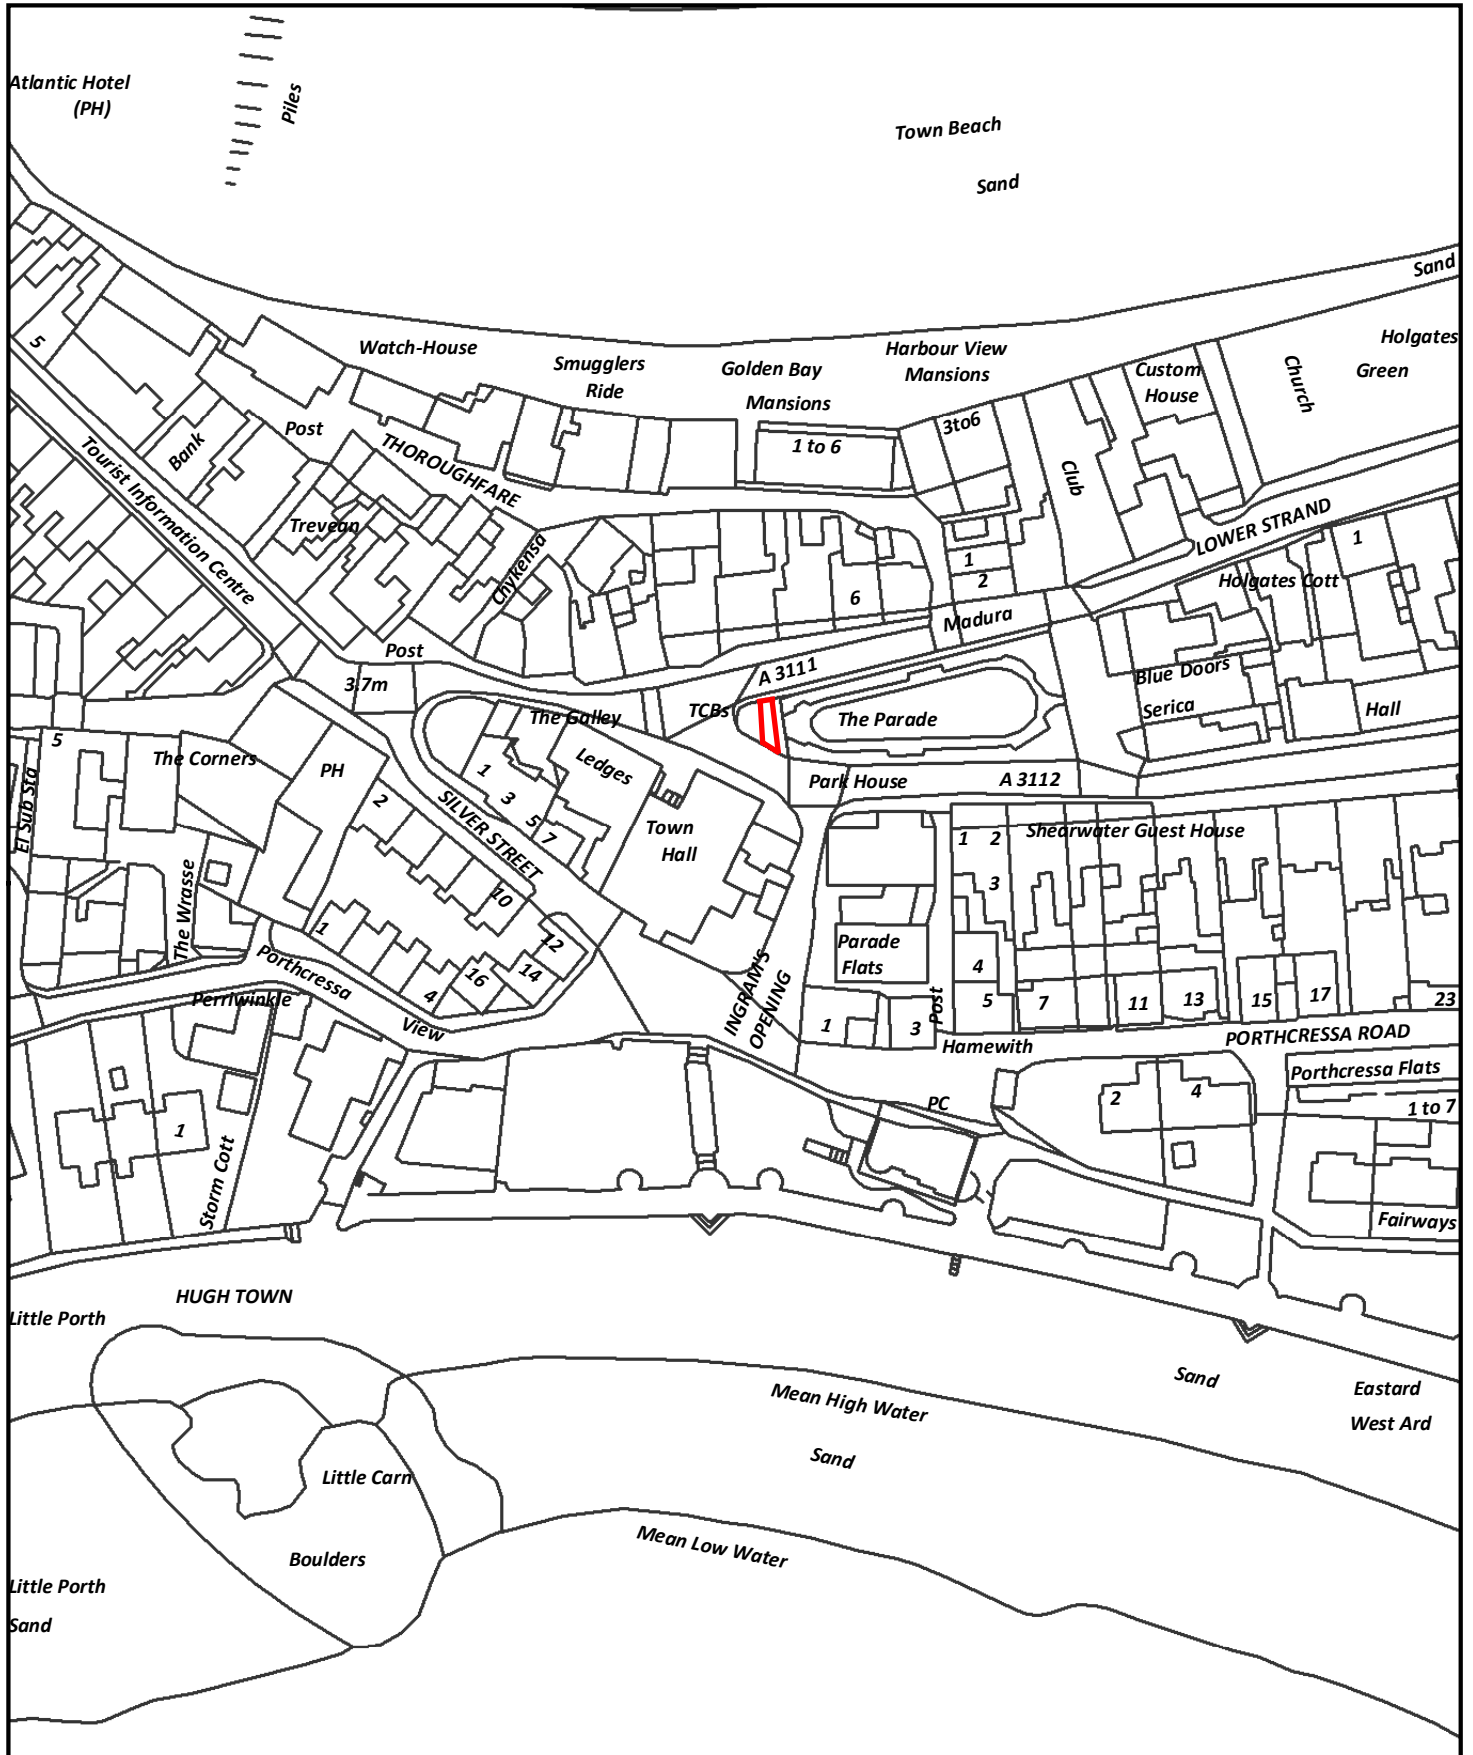 Atlantic Hotel
(PH)
Piles
Town Beach
Sand
Sand
Holgates
Green
Church
Watch-House
Smugglers
Ride
Golden Bay
Mansions
Harbour View
Mansions
Custom
House
5
Bank
Post
THOROUGHFARE
1 to 6
3to6
Club
LOWER STRAND
Tourist Information Centre
Trevean
Chykensa
6
1
2
Madura
Holgates Cott
1
Post
3.7m
A 3111
TCBs
The Parade
Blue Doors
Serica
Hall
The Galley
Ledges
5
The Corners
PH
El Sub Sta
2
1
3
5
7
SILVER STREET
Town
Hall
Park House
A 3112
Shearwater Guest House
1
2
3
The Wrasse
1
10
12
14
16
4
Porthcressa
View
Perriwinkle
INGRAM'S
OPENING
Parade
Flats
4
5
7
11
13
15
17
23
1
3
Post
Hamewith
PORTHCRESSA ROAD
Porthcressa Flats
1 to 7
2
4
PC
1
Storm Cott
Fairways
HUGH TOWN
Little Porth
Sand
Eastard
West Ard
Mean High Water
Sand
Little Carn
Boulders
Mean Low Water
Little Porth
Sand